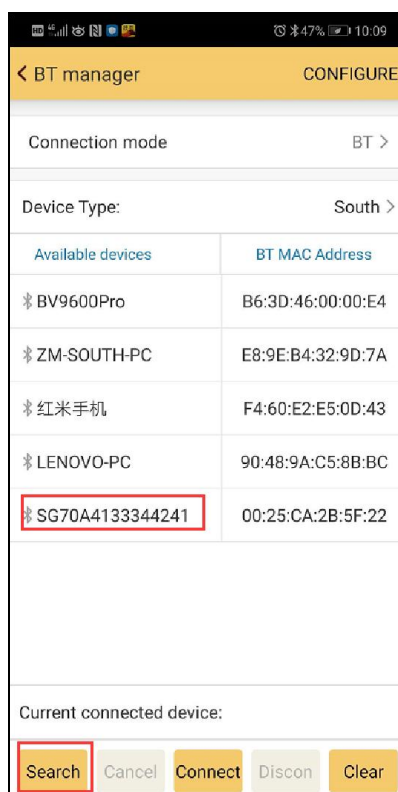 HD 47% 10:09
BT manager CONFIGURE
Connection mode BT >
Device Type: South >
Available devices BT MAC Address
BV9600Pro B6:3D:46:00:00:E4
ZM-SOUTH-PC E8:9E:B4:32:9D:7A
红米手机 F4:60:E2:E5:0D:43
LENOVO-PC 90:48:9A:C5:8B:BC
SG70A4133344241 00:25:CA:2B:5F:22
Current connected device:
Search Cancel Connect Discon Clear